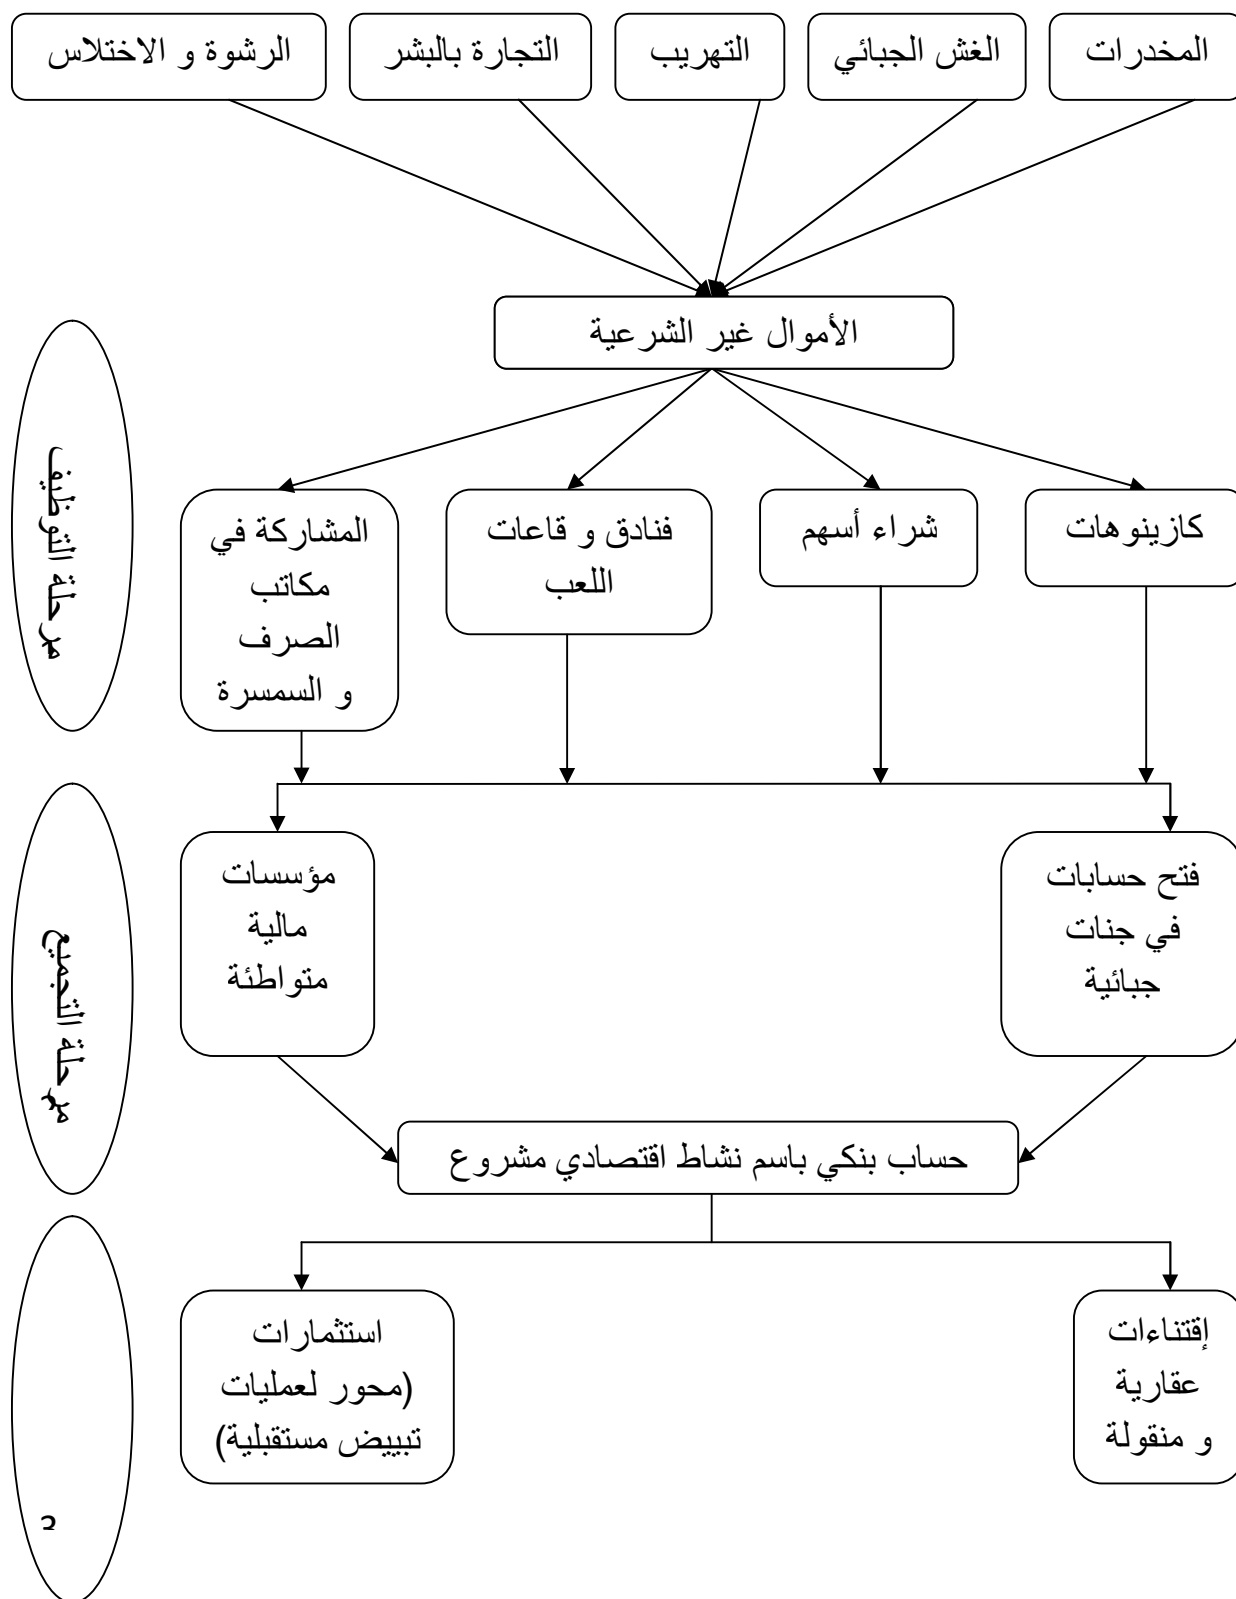 المخدرات
الغش الجبائي
التهريب
التجارة بالبشر
الرشوة و الاختلاس
الأموال غير الشرعية
مرحلة التوظيف
كازينوهات
شراء أسهم
فنادق و قاعات
اللعب
المشاركة في
مكاتب
الصرف
و السمسرة
مرحلة التجميع
فتح حسابات
في جنات
جبائية
مؤسسات
مالية
متواطئة
حساب بنكي باسم نشاط اقتصادي مشروع
إقتناءات
عقارية
و منقولة
استثمارات
(محور لعمليات
تبييض مستقبلية)